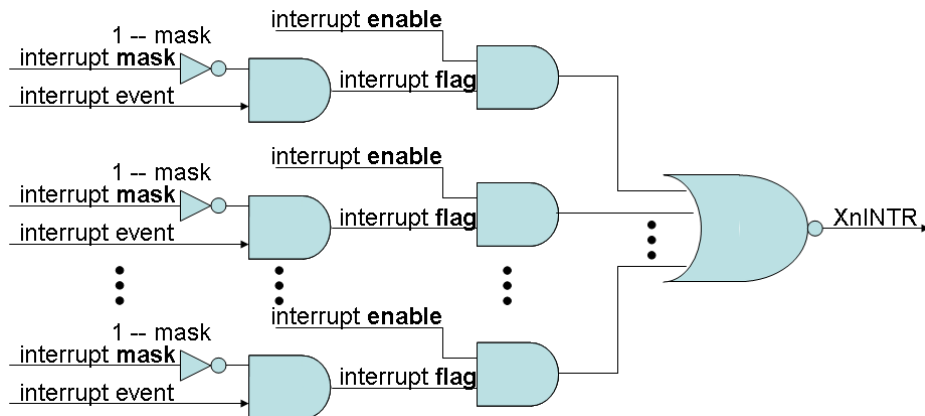 interrupt enable
1 -- mask
interrupt mask
interrupt flag
interrupt event
interrupt enable
1 -- mask
interrupt mask
interrupt flag
interrupt event
XnINTR
interrupt enable
1 -- mask
interrupt mask
interrupt flag
interrupt event